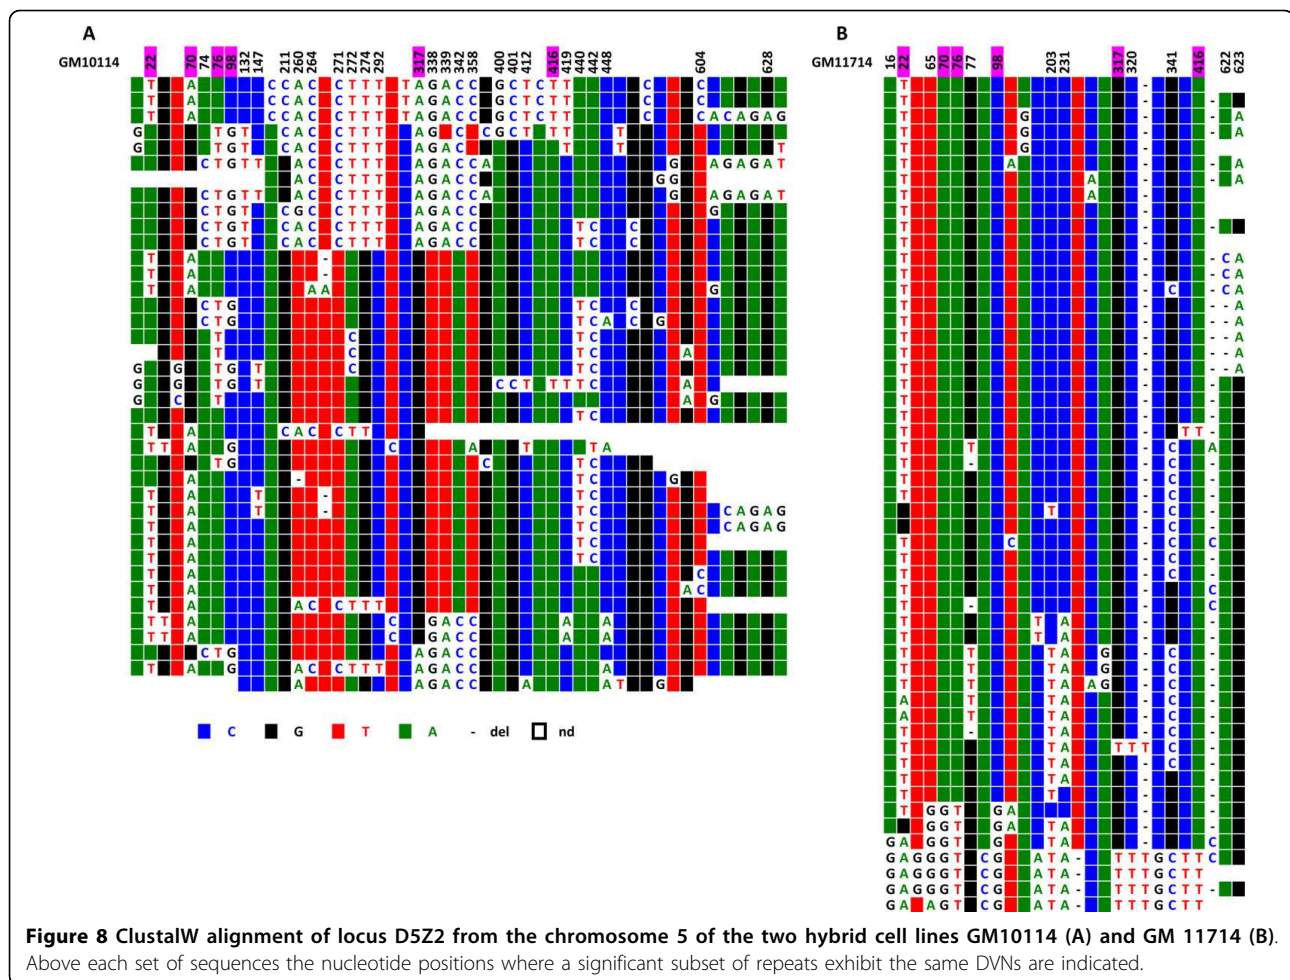 A
GM10114 22 70 74 76 98 132 147 211 260 264 271 272 274 292 317 338 339 342 358 400 401 412 416 419 440 442 448 604 628
T A C C A C C T T T T A G A C C G C T C T T C C
T A C C A C C T T T T A G A C C G C T C T T C C
T A C C A C C T T T T A G A C C G C T C T T C C A C A G A G
G T G T C A C C T T T A G C C G C T T T T
G T G T C A C C T T T A G A C C T T T
C T G T T A C C T T T A G A C C A G A G A G A T
A C C T T T A G A C C G G
C T G T T A C C T T T A G A C C A G A G A G A T
C T G T C G C C T T T A G A C C G
C T G T C A C C T T T A G A C C T C C
C T G T C A C C T T T A G A C C T C C
T A -
T A -
T A A A G
C T G T C C
C T G T C A C G
T C T C
T C T C A
G G T G T C T C
G G T G T C C T T T T C A
G C T A G
T C
T A C A C C T T
T T A G C A T T A
T G C T C
A - T C G
T A T - T C
T A T - T C C A G A G
T A T C C A G A G
T A T C
T A T C
T A C
T A A C
T A A C C T T T
T T A C G A C C A A
T T A C G A C C A A
C T G A G A C C
T A G A C C T T T A G A C C A
A A G A C C A A T G
C G T A - del nd
B
GM11714 16 22 65 70 76 77 98 203 231 317 320 341 416 622 623
T -
T - -
T G - - A
T G - - A
T G -
T A - - A
T A - - A
T A -
T -
T - -
T -
T - - C A
T - - C A
T - C - C A
T - - - A
T - - - A
T - - - A
T - - - A
T - - - A
T - -
T - -
T - -
T - T T -
T T - C A
T - - C -
T - C -
T - C -
T - C -
T C - C C
T - C -
T - C -
T - C
T - - C
T T A - -
T T A - -
T T T A G - C -
T T T A G - C -
T T T A A G - C -
A T T A - C -
A T T A - C -
T - T A - C -
T T A T T T - -
T T A - C -
T T A - -
T T - -
T G G T G A - -
G G T G A T A - -
G A G G T G T A - C
G A G G T C G A T A - T T T G C T T C
G A G G T C G A T A - T T T G C T T
G A G G T C G A T A - T T T G C T T -
G A A G T C G A T A - T T T G C T T
Figure 8 ClustalW alignment of locus D5Z2 from the chromosome 5 of the two hybrid cell lines GM10114 (A) and GM 11714 (B).
Above each set of sequences the nucleotide positions where a significant subset of repeats exhibit the same DVNs are indicated.